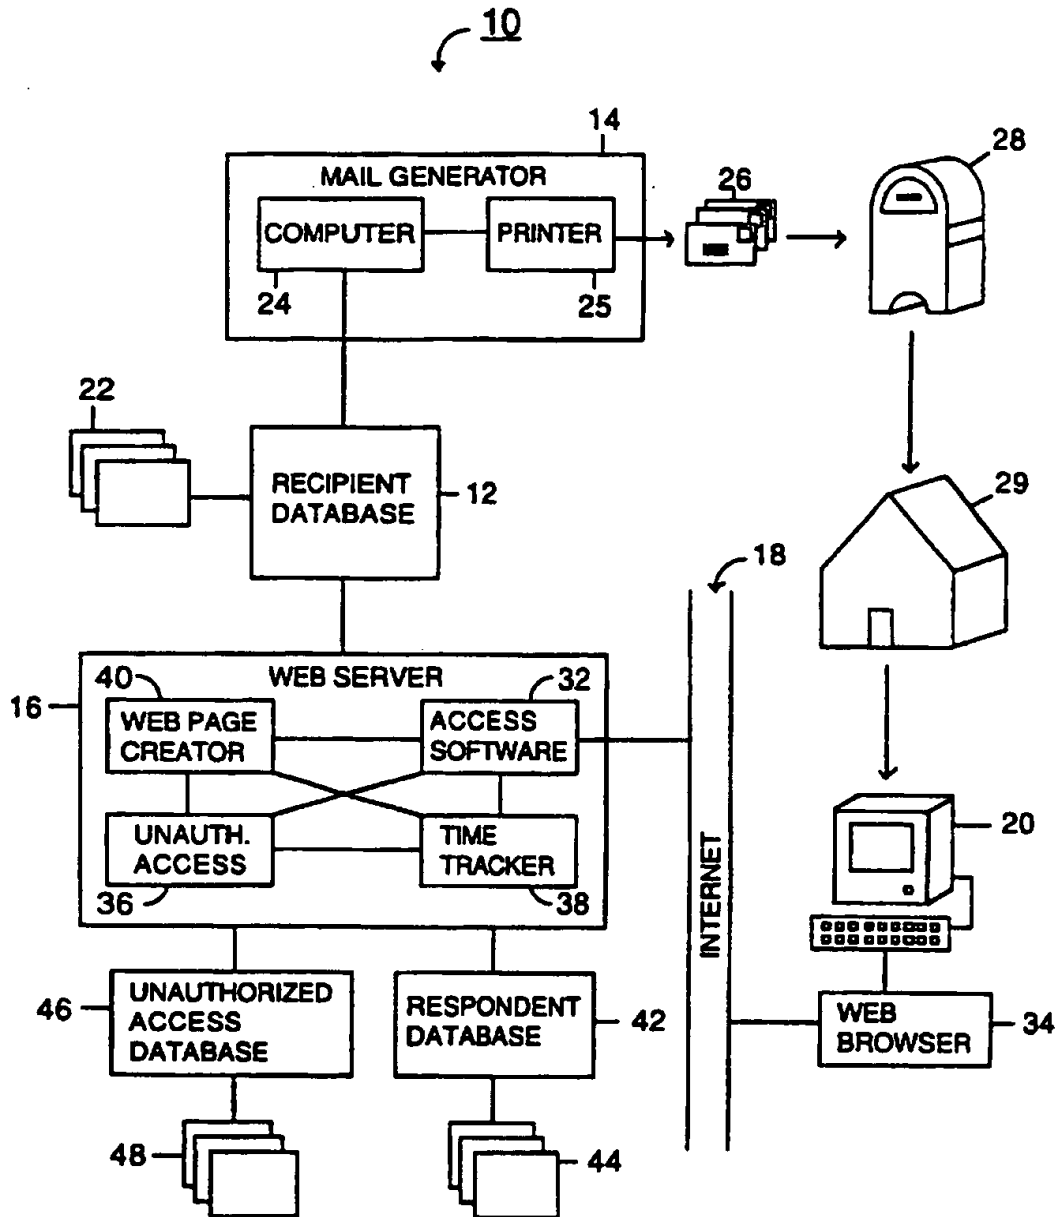 10
14
MAIL GENERATOR
COMPUTER
PRINTER
24
25
26
28
22
RECIPIENT
DATABASE
12
29
18
WEB SERVER
16
40
WEB PAGE
CREATOR
32
ACCESS
SOFTWARE
UNAUTH.
ACCESS
36
TIME
TRACKER
38
INTERNET
20
46
UNAUTHORIZED
ACCESS
DATABASE
RESPONDENT
DATABASE
42
WEB
BROWSER
34
48
44